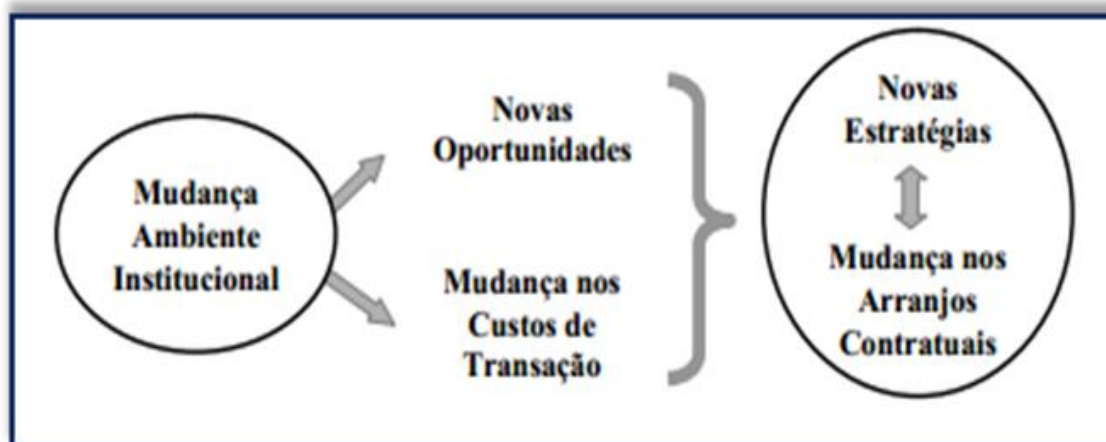 Mudança
Ambiente
Institucional
Novas
Oportunidades
Mudança nos
Custos de
Transação
Novas
Estratégias
Mudança nos
Arranjos
Contratuais